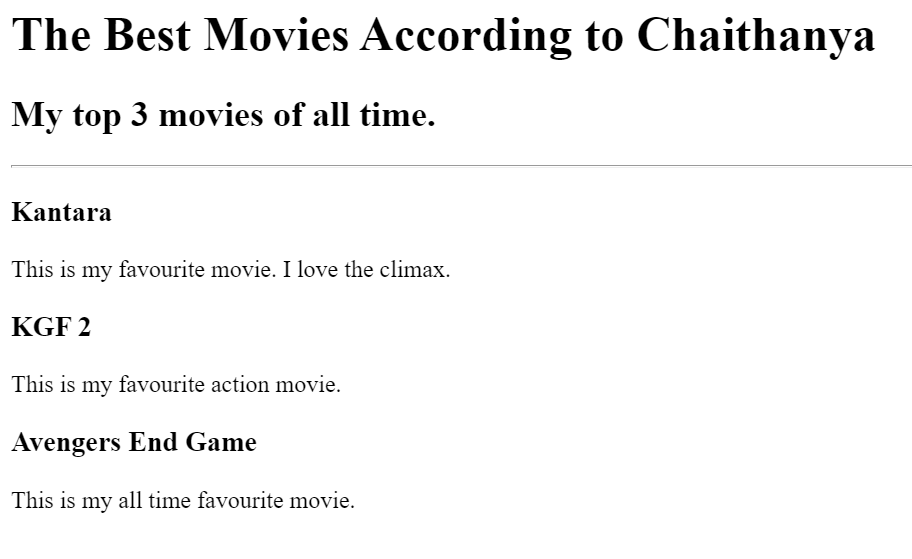 The Best Movies According to Chaithanya
My top 3 movies of all time.
Kantara
This is my favourite movie. I love the climax.
KGF 2
This is my favourite action movie.
Avengers End Game
This is my all time favourite movie.